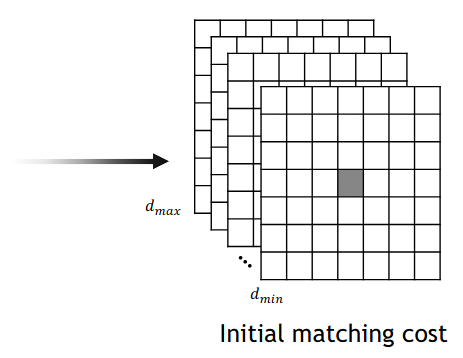 d_max
d_min
Initial matching cost